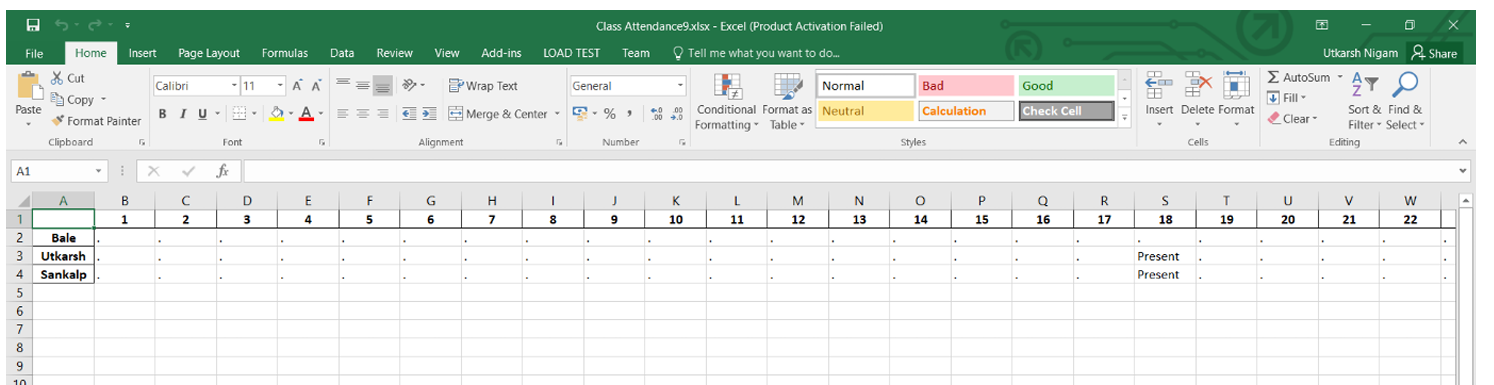 Class Attendance9.xlsx - Excel (Product Activation Failed)
File Home Insert Page Layout Formulas Data Review View Add-ins LOAD TEST Team Tell me what you want to do... Utkarsh Nigam Share
Cut
Copy
Format Painter
Paste
Clipboard
Calibri 11 A A
B I U A
Font
Wrap Text
Merge & Center
Alignment
General
% , .0 .00 .00 .0
Number
Conditional Formatting
Format as Table
Normal Bad Good
Neutral Calculation Check Cell
Styles
Insert Delete Format
Cells
AutoSum
Fill
Clear
Sort & Filter
Find & Select
Editing
A1 fx
A B C D E F G H I J K L M N O P Q R S T U V W
1 1 2 3 4 5 6 7 8 9 10 11 12 13 14 15 16 17 18 19 20 21 22
2 Bale . . . . . . . . . . . . . . . . . . . . . . .
3 Utkarsh . . . . . . . . . . . . . . . . . Present . . . . .
4 Sankalp . . . . . . . . . . . . . . . . . Present . . . . .
5
6
7
8
9
10